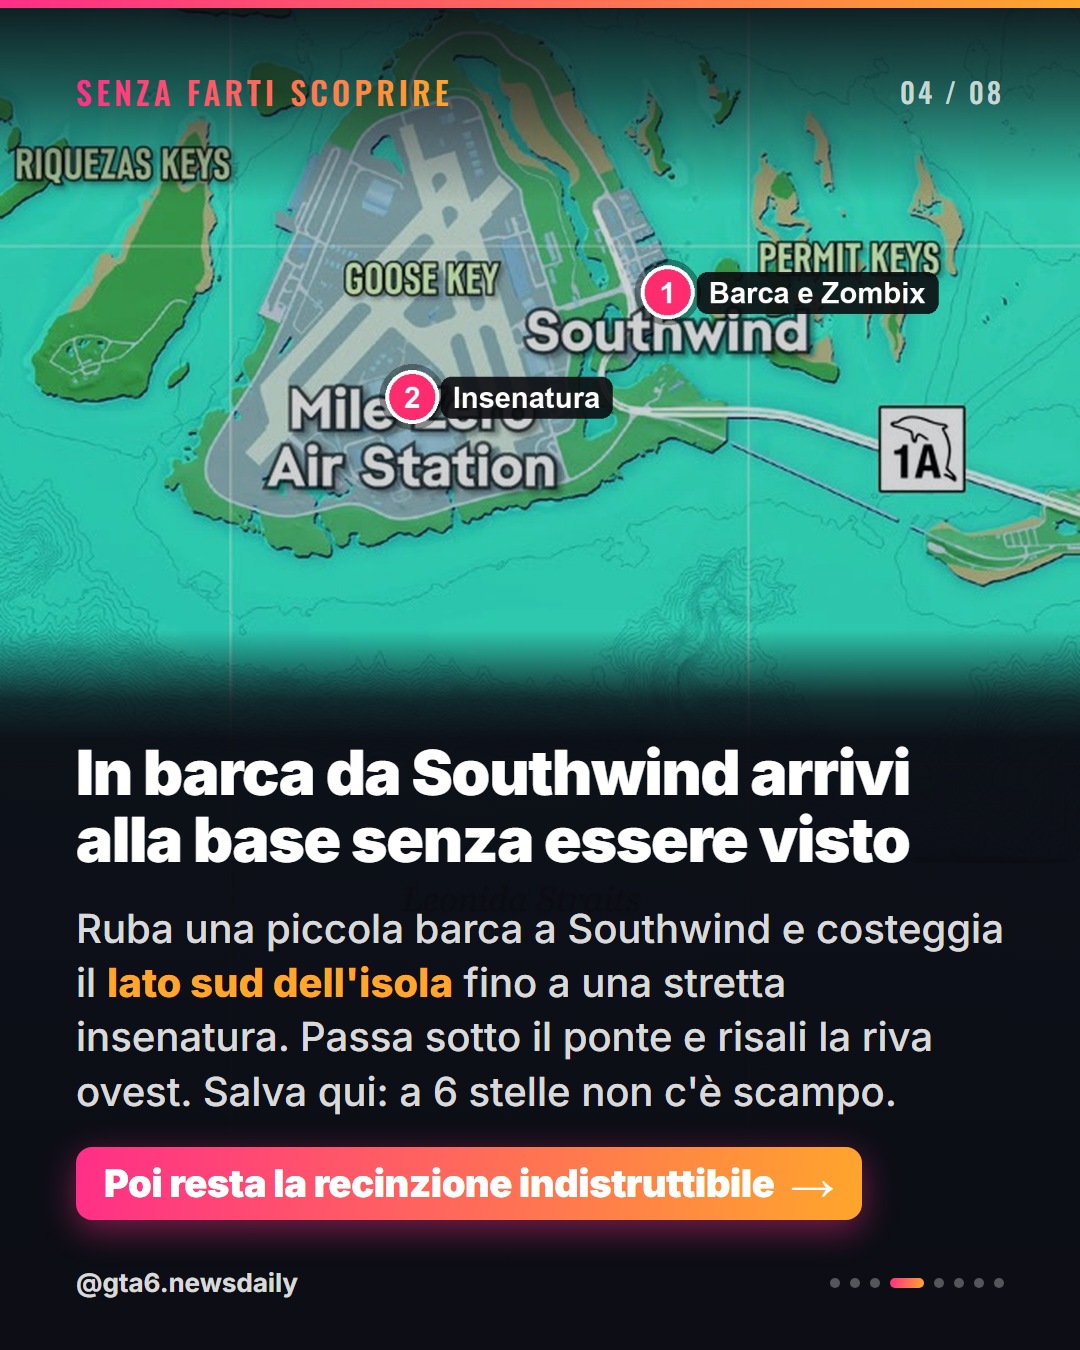 SENZA FARTI SCOPRIRE
04 / 08
RIQUEZAS KEYS
GOOSE KEY
PERMIT KEYS
1
Barca e Zombix
Southwind
2
Insenatura
Mile Zero
Air Station
1A
In barca da Southwind arrivi
alla base senza essere visto
Leonida Straits
Ruba una piccola barca a Southwind e costeggia
il lato sud dell'isola fino a una stretta
insenatura. Passa sotto il ponte e risali la riva
ovest. Salva qui: a 6 stelle non c'è scampo.
Poi resta la recinzione indistruttibile →
@gta6.newsdaily